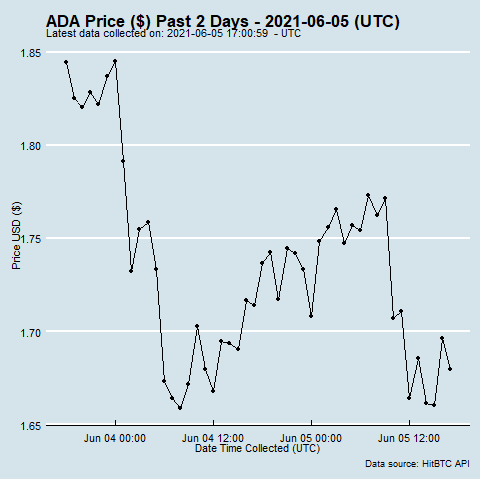 ADA Price ($) Past 2 Days - 2021-06-05 (UTC)
Latest data collected on: 2021-06-05 17:00:59  - UTC
1.85
1.80
1.75
1.70
1.65
Price USD ($)
Jun 04 00:00 Jun 04 12:00 Jun 05 00:00 Jun 05 12:00
Date Time Collected (UTC)
Data source: HitBTC API